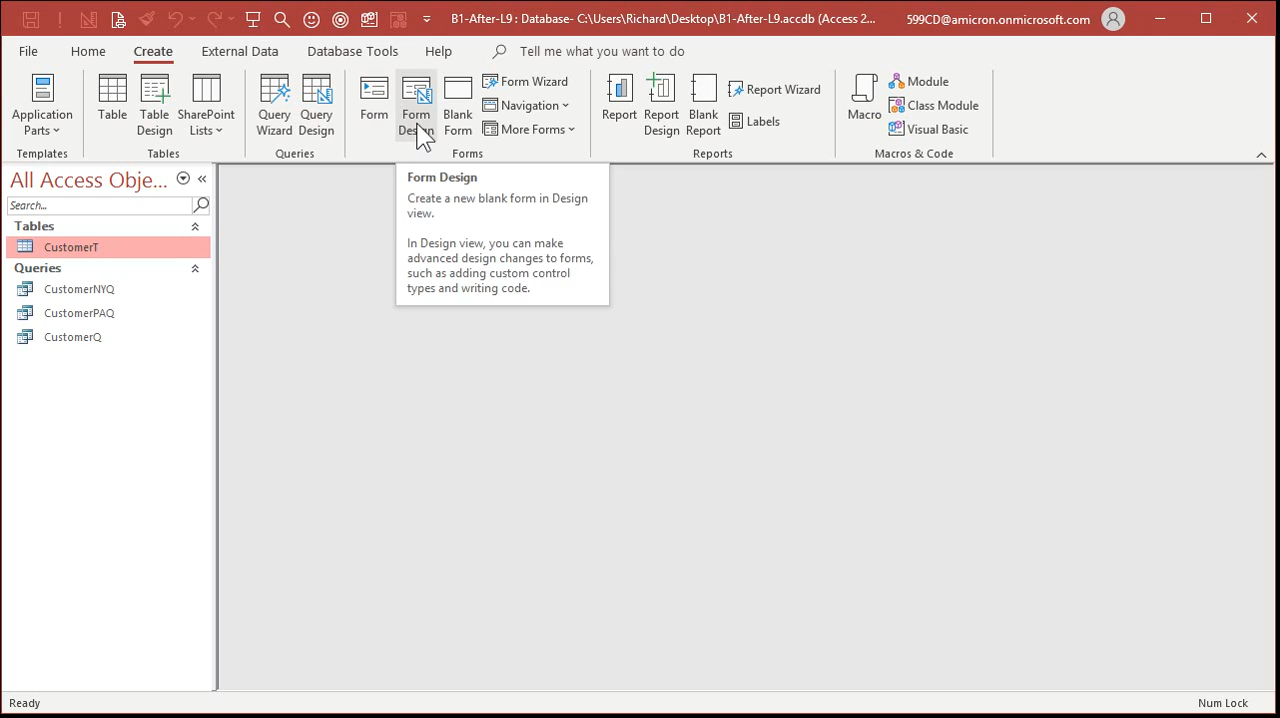 B1-After-L9 : Database- C:\Users\Richard\Desktop\B1-After-L9.accdb (Access 2...
599CD@amicron.onmicrosoft.com
File Home Create External Data Database Tools Help Tell me what you want to do
Application Parts
Templates
Table
Table Design
SharePoint Lists
Tables
Query Wizard
Query Design
Queries
Form
Form Design
Blank Form
Form Wizard
Navigation
More Forms
Forms
Report
Report Design
Blank Report
Report Wizard
Labels
Reports
Macro
Module
Class Module
Visual Basic
Macros & Code
All Access Obje...
Search...
Tables
CustomerT
Queries
CustomerNYQ
CustomerPAQ
CustomerQ
Form Design
Create a new blank form in Design
view.
In Design view, you can make
advanced design changes to forms,
such as adding custom control
types and writing code.
Ready
Num Lock